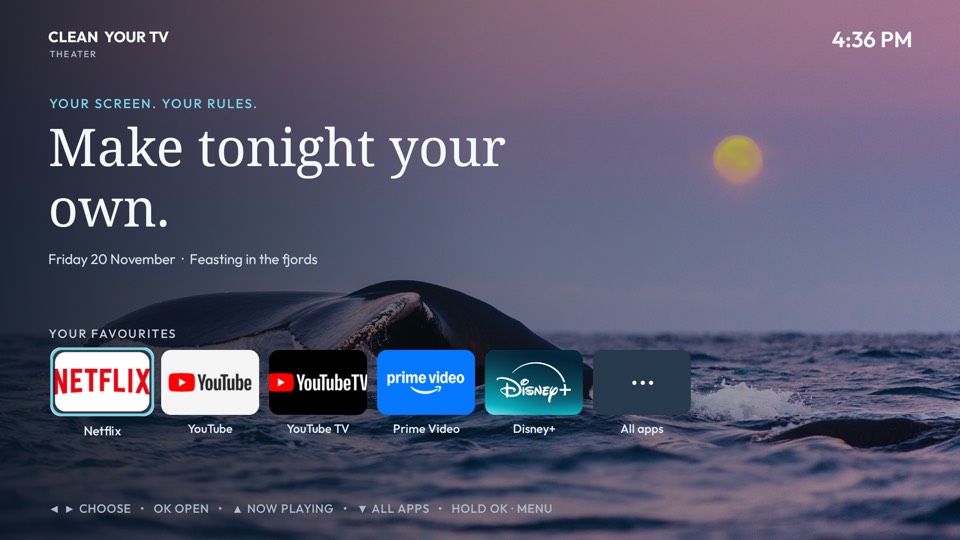 CLEAN YOUR TV
THEATER
4:36 PM
YOUR SCREEN. YOUR RULES.
Make tonight your
own.
Friday 20 November · Feasting in the fjords
YOUR FAVOURITES
NETFLIX
YouTube
YouTubeTV
prime video
Disney+
Netflix
YouTube
YouTube TV
Prime Video
Disney+
All apps
◄ ► CHOOSE • OK OPEN • ▲ NOW PLAYING • ▼ ALL APPS • HOLD OK · MENU